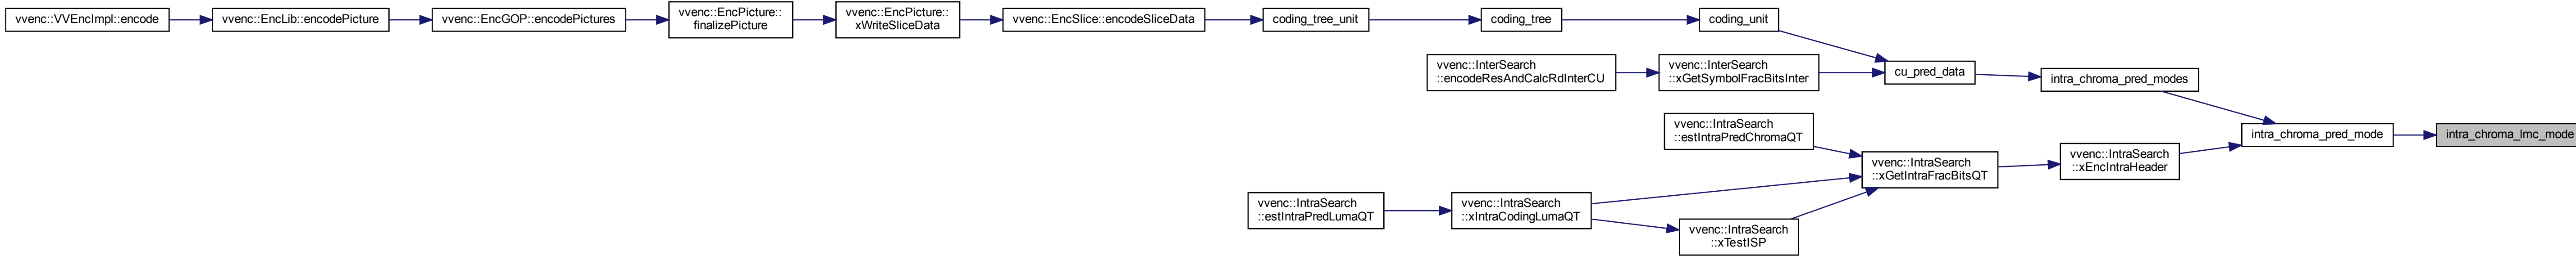 vvenc::VVEncImpl::encode
vvenc::EncLib::encodePicture
vvenc::EncGOP::encodePictures
vvenc::EncPicture::
finalizePicture
vvenc::EncPicture::
xWriteSliceData
vvenc::EncSlice::encodeSliceData
coding_tree_unit
coding_tree
coding_unit
vvenc::InterSearch
::encodeResAndCalcRdInterCU
vvenc::InterSearch
::xGetSymbolFracBitsInter
cu_pred_data
intra_chroma_pred_modes
vvenc::IntraSearch
::estIntraPredChromaQT
intra_chroma_pred_mode
intra_chroma_lmc_mode
vvenc::IntraSearch
::xGetIntraFracBitsQT
vvenc::IntraSearch
::xEncIntraHeader
vvenc::IntraSearch
::estIntraPredLumaQT
vvenc::IntraSearch
::xIntraCodingLumaQT
vvenc::IntraSearch
::xTestISP